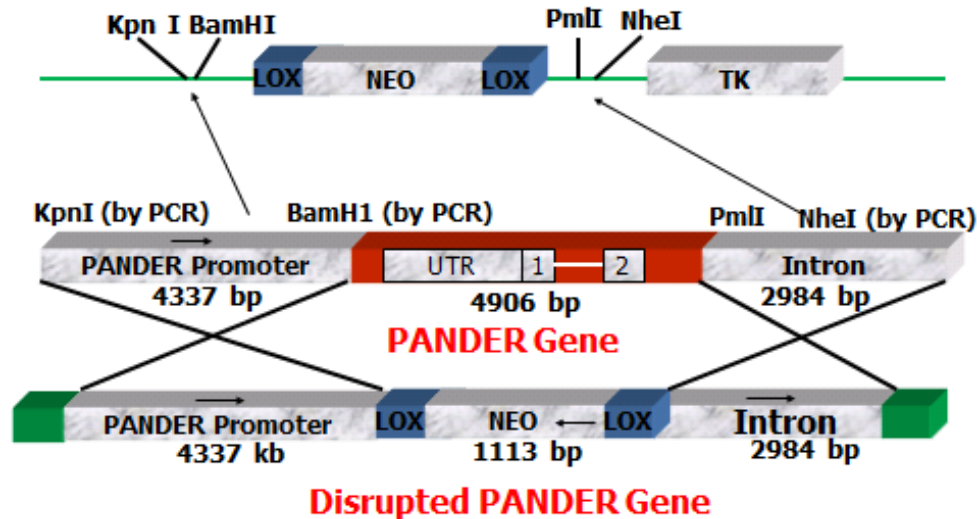 Kpn I BamHI PmlI NheI
LOX NEO LOX TK
KpnI (by PCR) BamH1 (by PCR) PmlI NheI (by PCR)
PANDER Promoter UTR 1 2 Intron
4337 bp 4906 bp 2984 bp
PANDER Gene
PANDER Promoter LOX NEO LOX Intron
4337 kb 1113 bp 2984 bp
Disrupted PANDER Gene